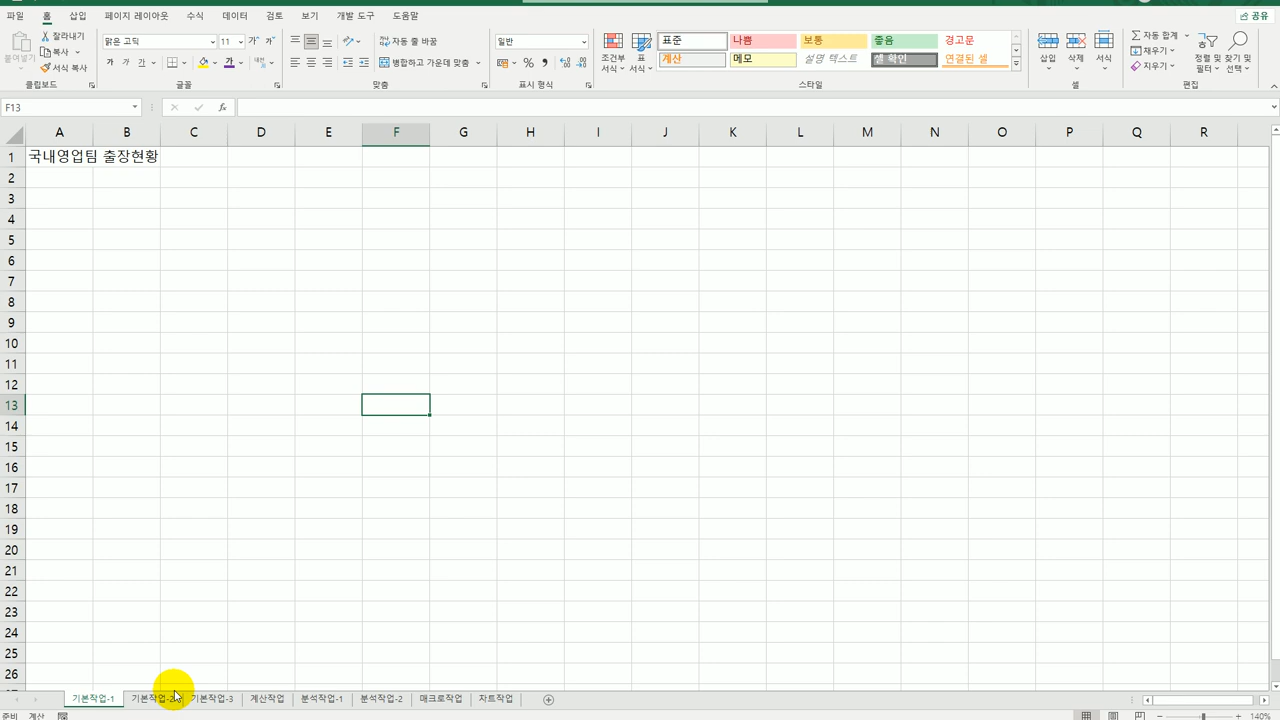 파일 홈 삽입 페이지 레이아웃 수식 데이터 검토 보기 개발 도구 도움말 공유
붙여넣기 잘라내기 복사 서식 복사 클립보드
맑은 고딕 11 가 가 가 가 글꼴
자동 줄 바꿈
병합하고 가운데 맞춤
맞춤
일반
% 표시 형식
조건부 서식 표 서식
표준 나쁨 보통 좋음 경고문
계산 메모 설명 텍스트 셀 확인 연결된 셀
스타일
삽입 삭제 서식
셀
자동 합계 채우기 지우기
정렬 및 필터 찾기 및 선택
편집
F13 fx
A B C D E F G H I J K L M N O P Q R
1 국내영업팀 출장현황
2
3
4
5
6
7
8
9
10
11
12
13
14
15
16
17
18
19
20
21
22
23
24
25
26
기본작업-1 기본작업-2 기본작업-3 계산작업 분석작업-1 분석작업-2 매크로작업 차트작업
준비 계산 140%